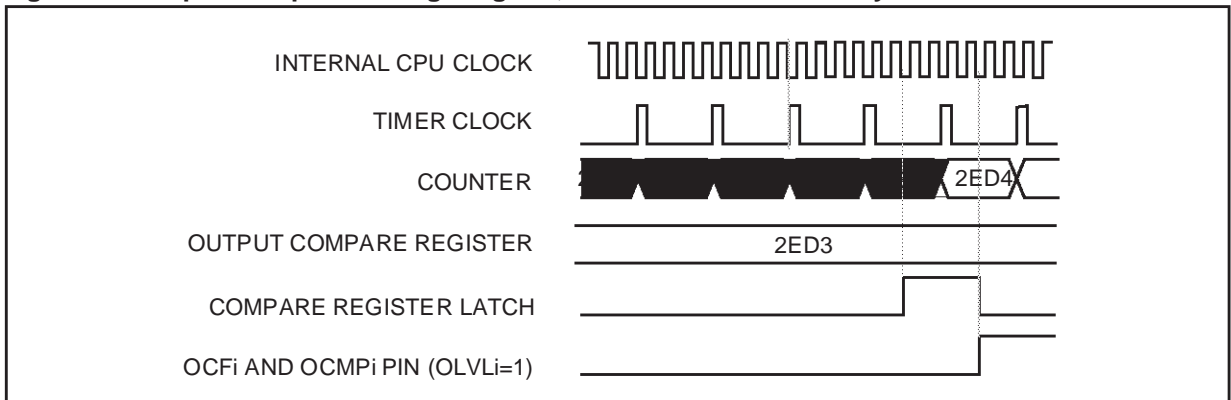 INTERNAL CPU CLOCK
TIMER CLOCK
COUNTER
2ED4
OUTPUT COMPARE REGISTER
2ED3
COMPARE REGISTER LATCH
OCFi AND OCMPi PIN (OLVLi=1)